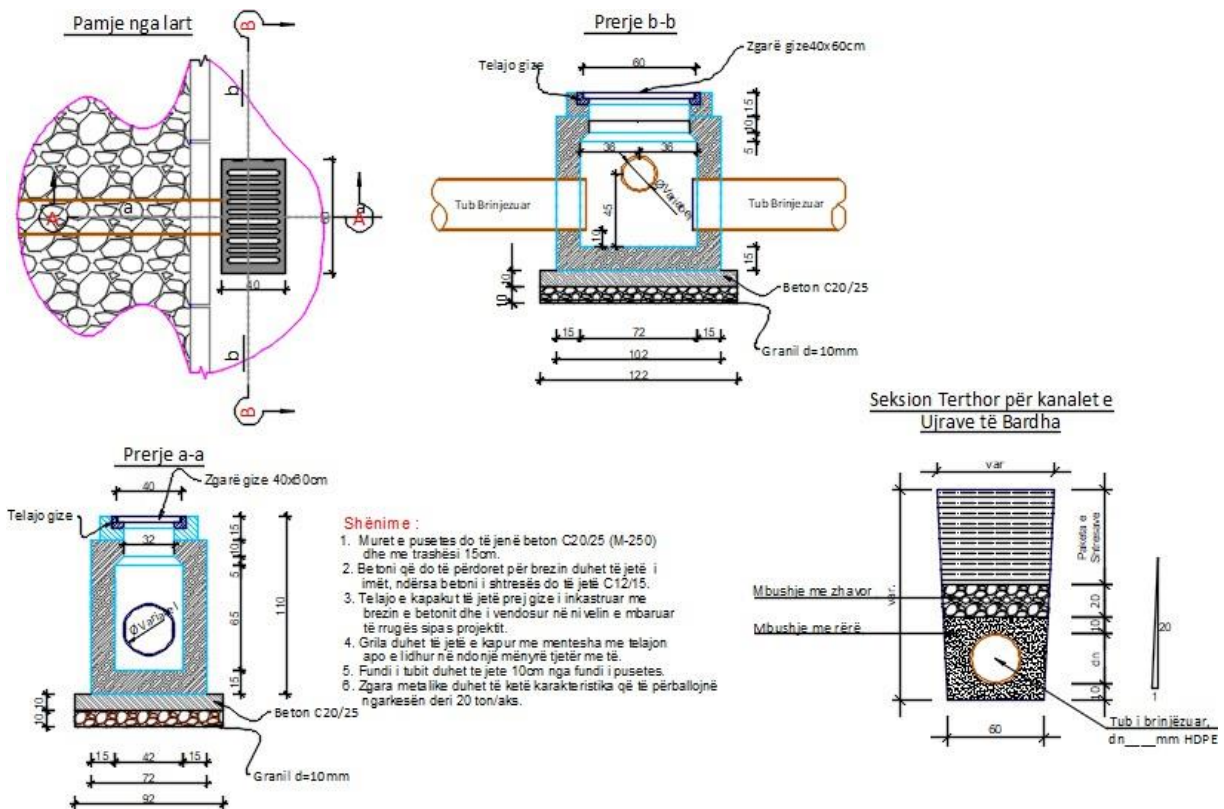 Pamje nga lart
B
b
A
a
a
A
60
40
b
B
Prerje b-b
Zgarë gize40x60cm
Telajo gize
60
15
10
5
36
36
ØVariabel
Tub Brinjezuar
Tub Brinjezuar
45
10
15
10
10
Beton C20/25
15
72
15
102
122
Granil d=10mm
Prerje a-a
Zgarë gize 40x60cm
40
Telajo gize
32
15
10
5
65
15
110
ØVariabel
10
10
Beton C20/25
15
42
15
72
92
Granil d=10mm
Shënime :
1. Muret e pusetes do të jenë beton C20/25 (M-250)
dhe me trashësi 15cm.
2. Betoni që do të përdoret për brezin duhet të jetë i
imët, ndërsa betoni i shtresës do të jetë C12/15.
3. Telajo e kapakut të jetë prej gize i inkastruar me
brezin e betonit dhe i vendosur në nivelin e mbaruar
të rrugës sipas projektit.
4. Grila duhet të jetë e kapur me mentesha me telajon
apo e lidhur në ndonjë mënyrë tjetër me të.
5. Fundi i tubit duhet te jete 10cm nga fundi i pusetes.
6. Zgara metalike duhet të ketë karakteristika që të përballojnë
ngarkesën deri 20 ton/aks.
Seksion Terthor për kanalet e
Ujrave të Bardha
var
Paketa e
Shtresave
var.
Mbushje me zhavor
20
Mbushje me rërë
10
dn
10
20
1
60
Tub i brinjëzuar,
dn____mm HDPE